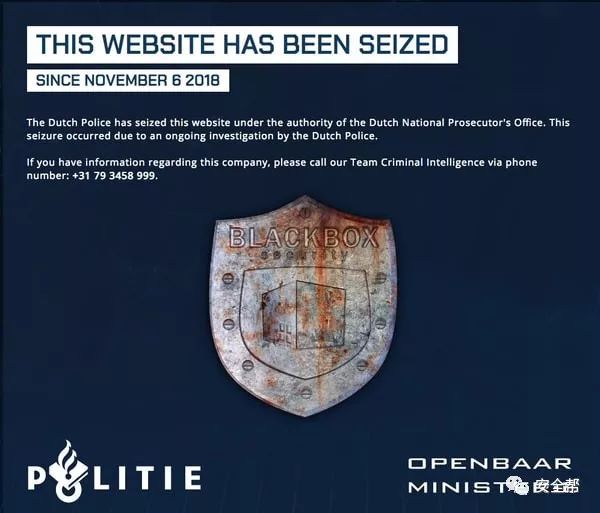 THIS WEBSITE HAS BEEN SEIZED
SINCE NOVEMBER 6 2018
The Dutch Police has seized this website under the authority of the Dutch National Prosecutor's Office. This
seizure occurred due to an ongoing investigation by the Dutch Police.
If you have information regarding this company, please call our Team Criminal Intelligence via phone
number: +31 79 3458 999.
BLACKBOX
security
POLITIE
OPENBAAR
MINISTERIE
安全帮